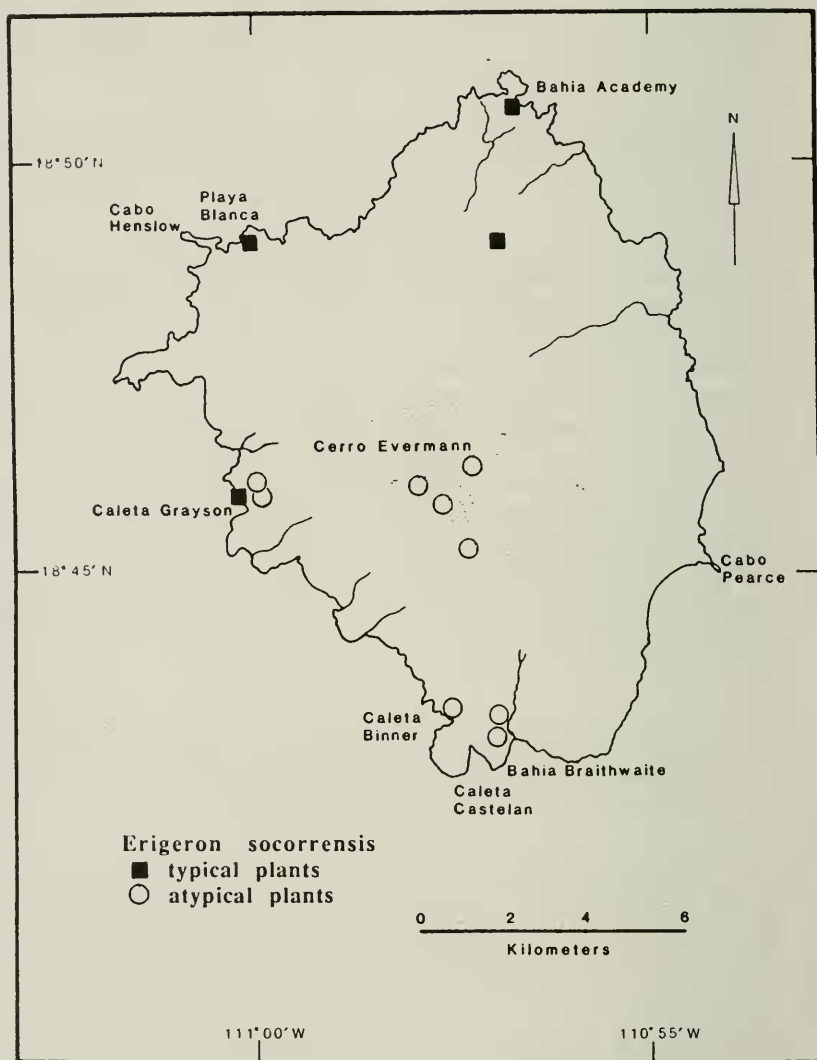 Bahia Academy
N
18°50'N
Playa
Blanca
Cabo
Henslow
Cerro Evermann
Caleta Grayson
18°45'N
Cabo
Pearce
Caleta
Binner
Bahia Braithwaite
Caleta
Castelan
Erigeron socorrensis
typical plants
atypical plants
0 2 4 6
Kilometers
111°00'W
110°55'W